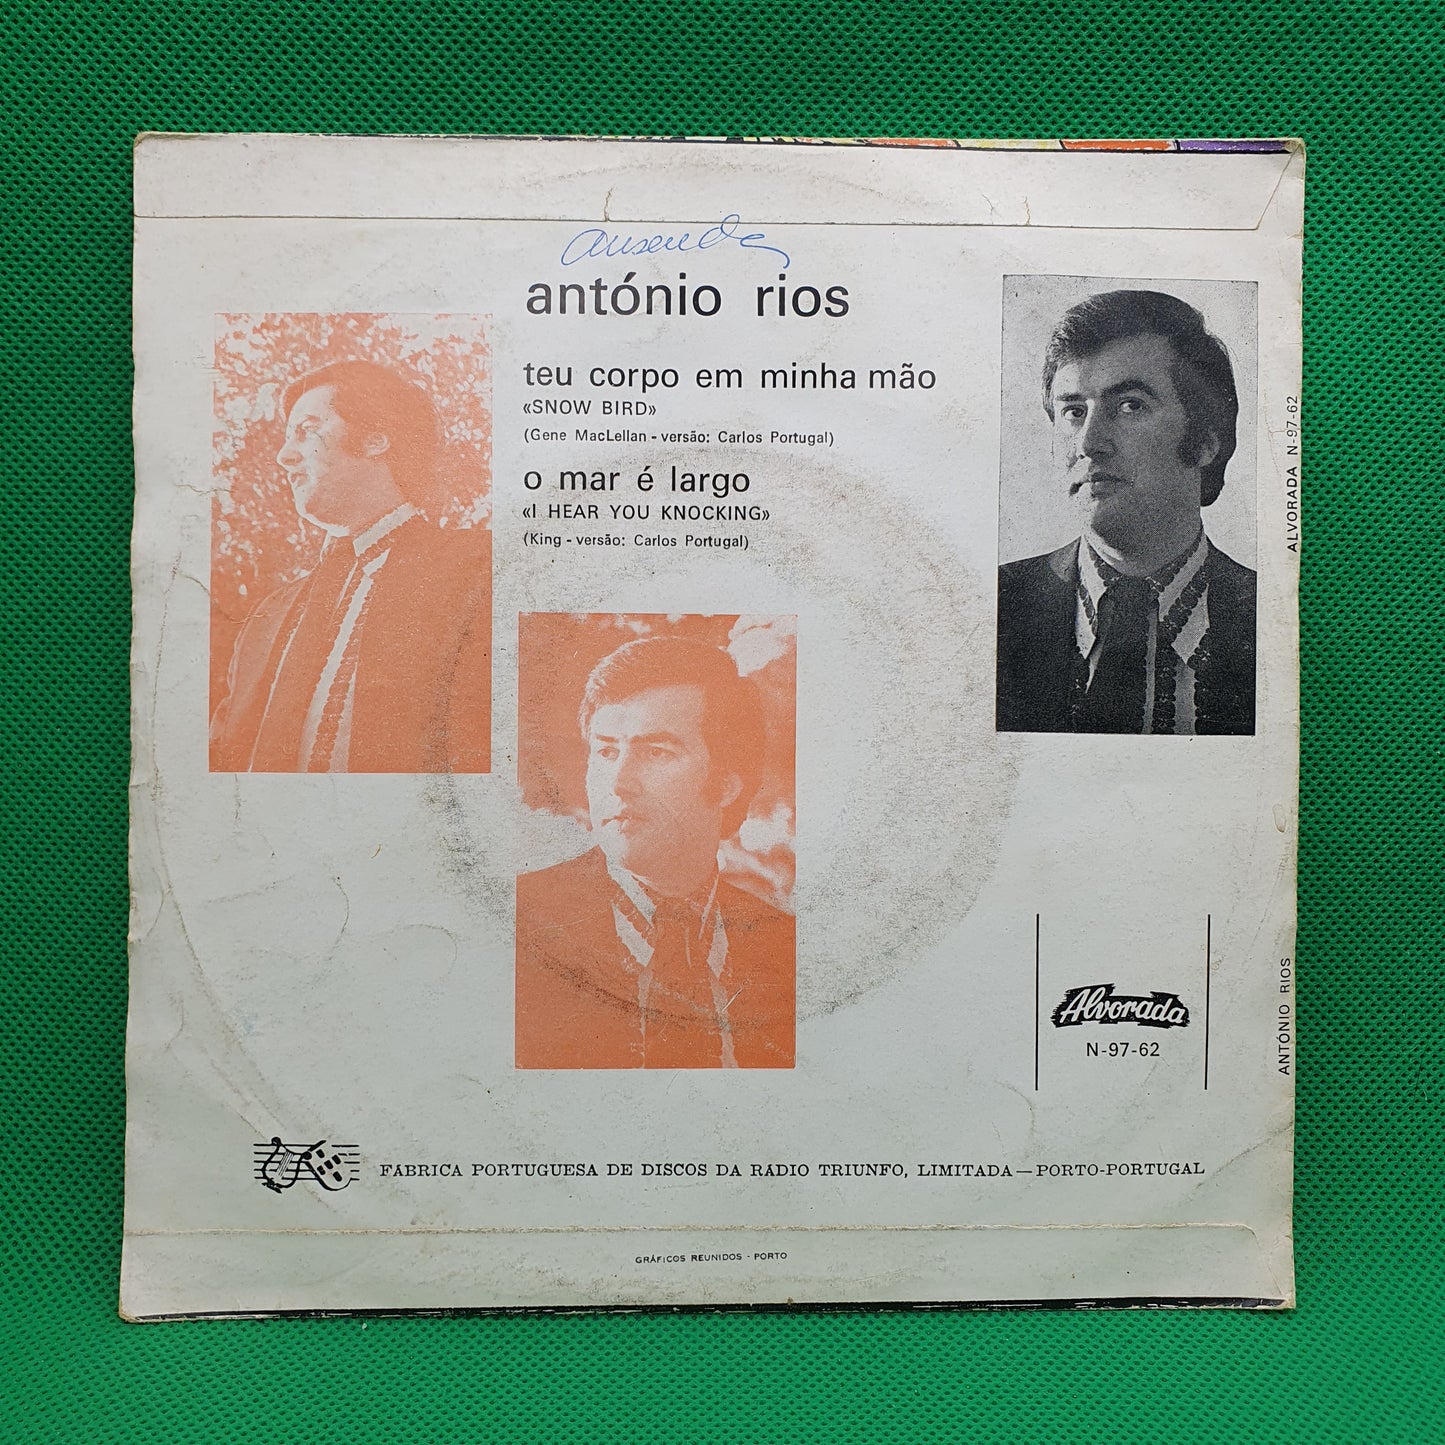 ausenda
antónio rios
teu corpo em minha mão
«SNOW BIRD»
(Gene MacLellan - versão: Carlos Portugal)
o mar é largo
«I HEAR YOU KNOCKING»
(King - versão: Carlos Portugal)
ALVORADA N-97-62
ANTÓNIO RIOS
Alvorada
N-97-62
FÁBRICA PORTUGUESA DE DISCOS DA RÁDIO TRIUNFO, LIMITADA — PORTO-PORTUGAL
GRÁFICOS REUNIDOS - PORTO